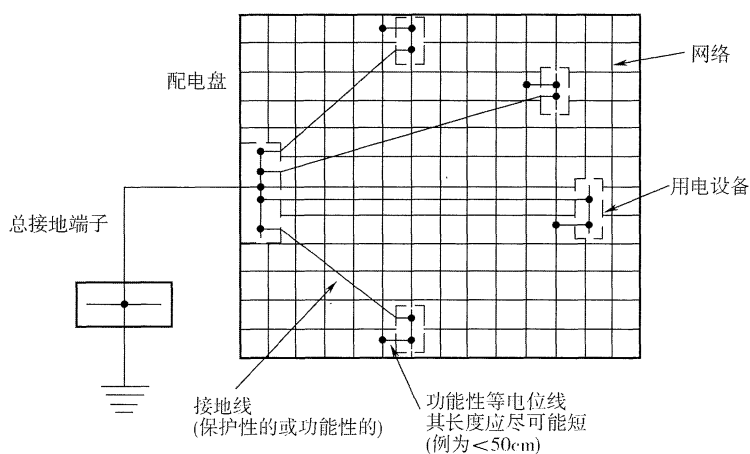 配电盘
网络
用电设备
总接地端子
接地线
(保护性的或功能性的)
功能性等电位线
其长度应尽可能短
(例为<50cm)